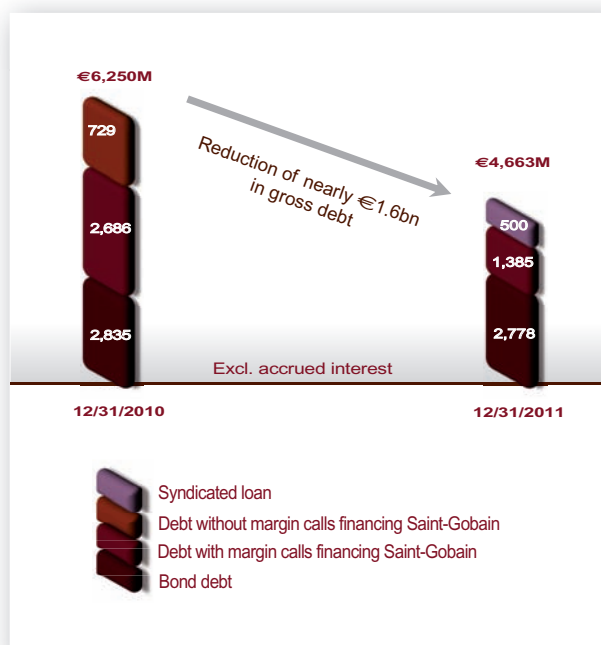 €6,250M
729
2,686
2,835
Reduction of nearly €1.6bn
in gross debt
€4,663M
500
1,385
2,778
Excl. accrued interest
12/31/2010
12/31/2011
Syndicated loan
Debt without margin calls financing Saint-Gobain
Debt with margin calls financing Saint-Gobain
Bond debt